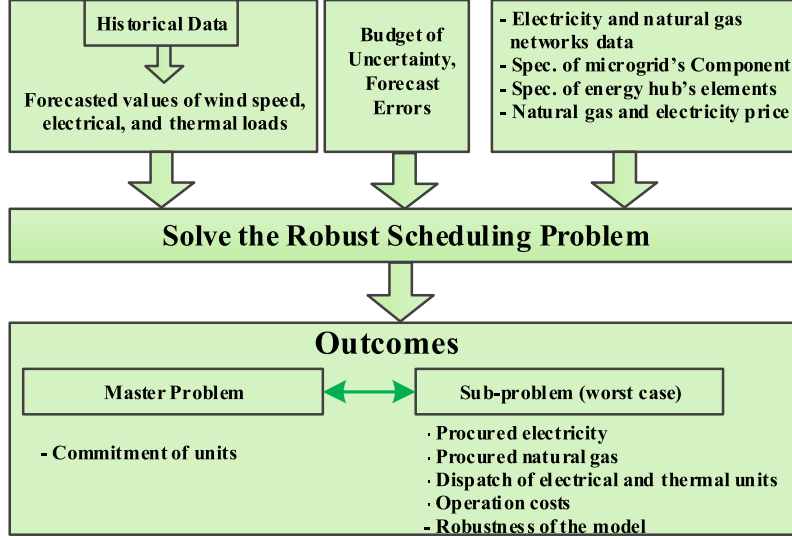 Historical Data
Forecasted values of wind speed,
electrical, and thermal loads
Budget of
Uncertainty,
Forecast
Errors
- Electricity and natural gas
networks data
- Spec. of microgrid's Component
- Spec. of energy hub's elements
- Natural gas and electricity price
Solve the Robust Scheduling Problem
Outcomes
Master Problem
- Commitment of units
Sub-problem (worst case)
· Procured electricity
· Procured natural gas
· Dispatch of electrical and thermal units
· Operation costs
- Robustness of the model